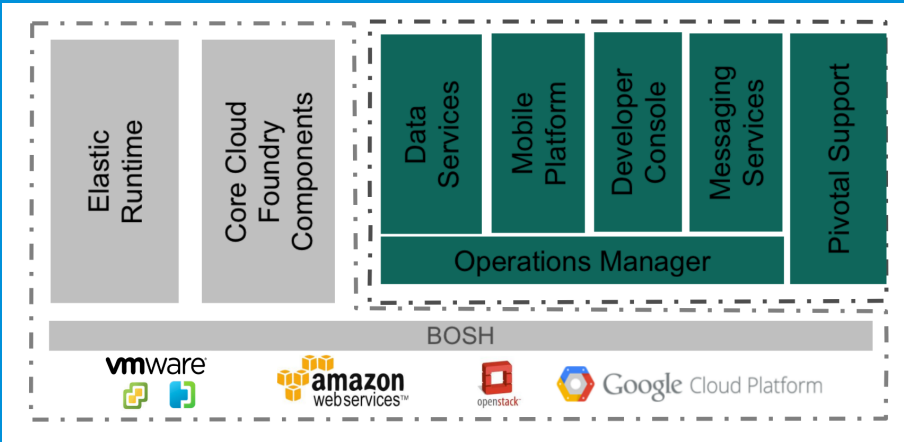 Elastic
Runtime
Core Cloud
Foundry
Components
Data
Services
Mobile
Platform
Developer
Console
Messaging
Services
Pivotal Support
Operations Manager
BOSH
vmware
amazon
webservices™
openstack
Google Cloud Platform